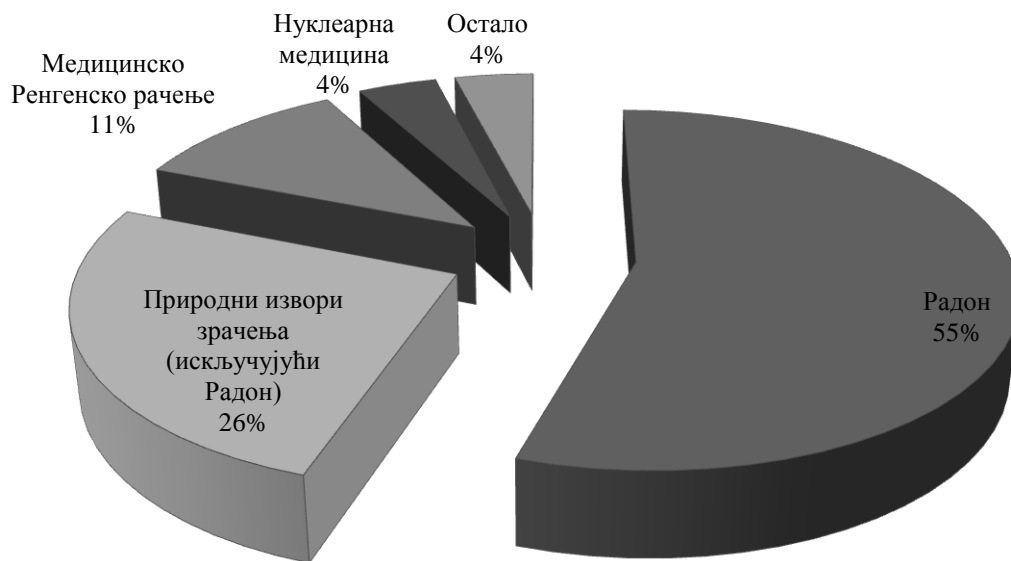 Нуклеарна
медицина
4%
Остало
4%
Медицинско
Ренгенско рачење
11%
Природни извори
зрачења
(искључујући
Радон)
26%
Радон
55%